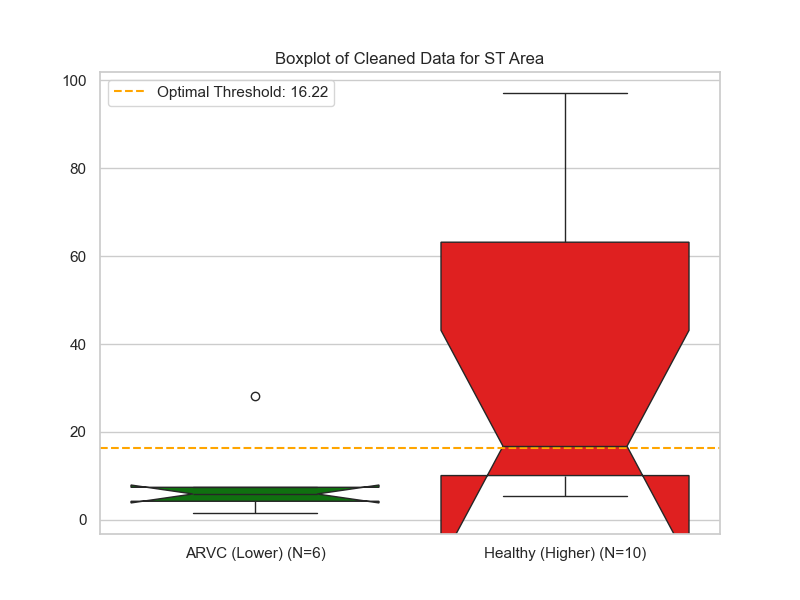 Boxplot of Cleaned Data for ST Area
Optimal Threshold: 16.22
100
80
60
40
20
0
ARVC (Lower) (N=6)
Healthy (Higher) (N=10)